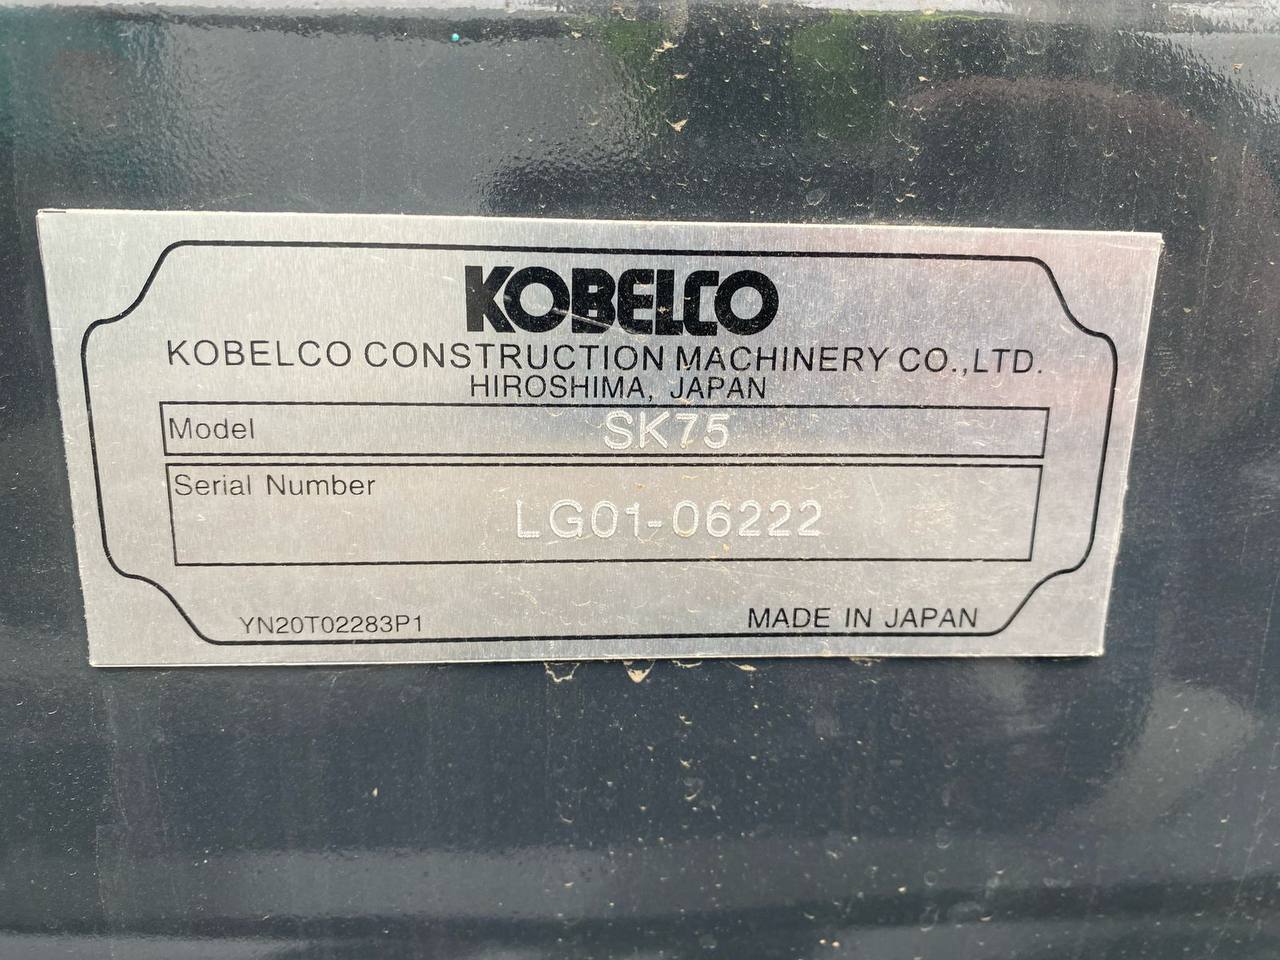 KOBELCO
KOBELCO CONSTRUCTION MACHINERY CO.,LTD.
HIROSHIMA, JAPAN
Model SK75
Serial Number
LG01-06222
YN20T02283P1 MADE IN JAPAN